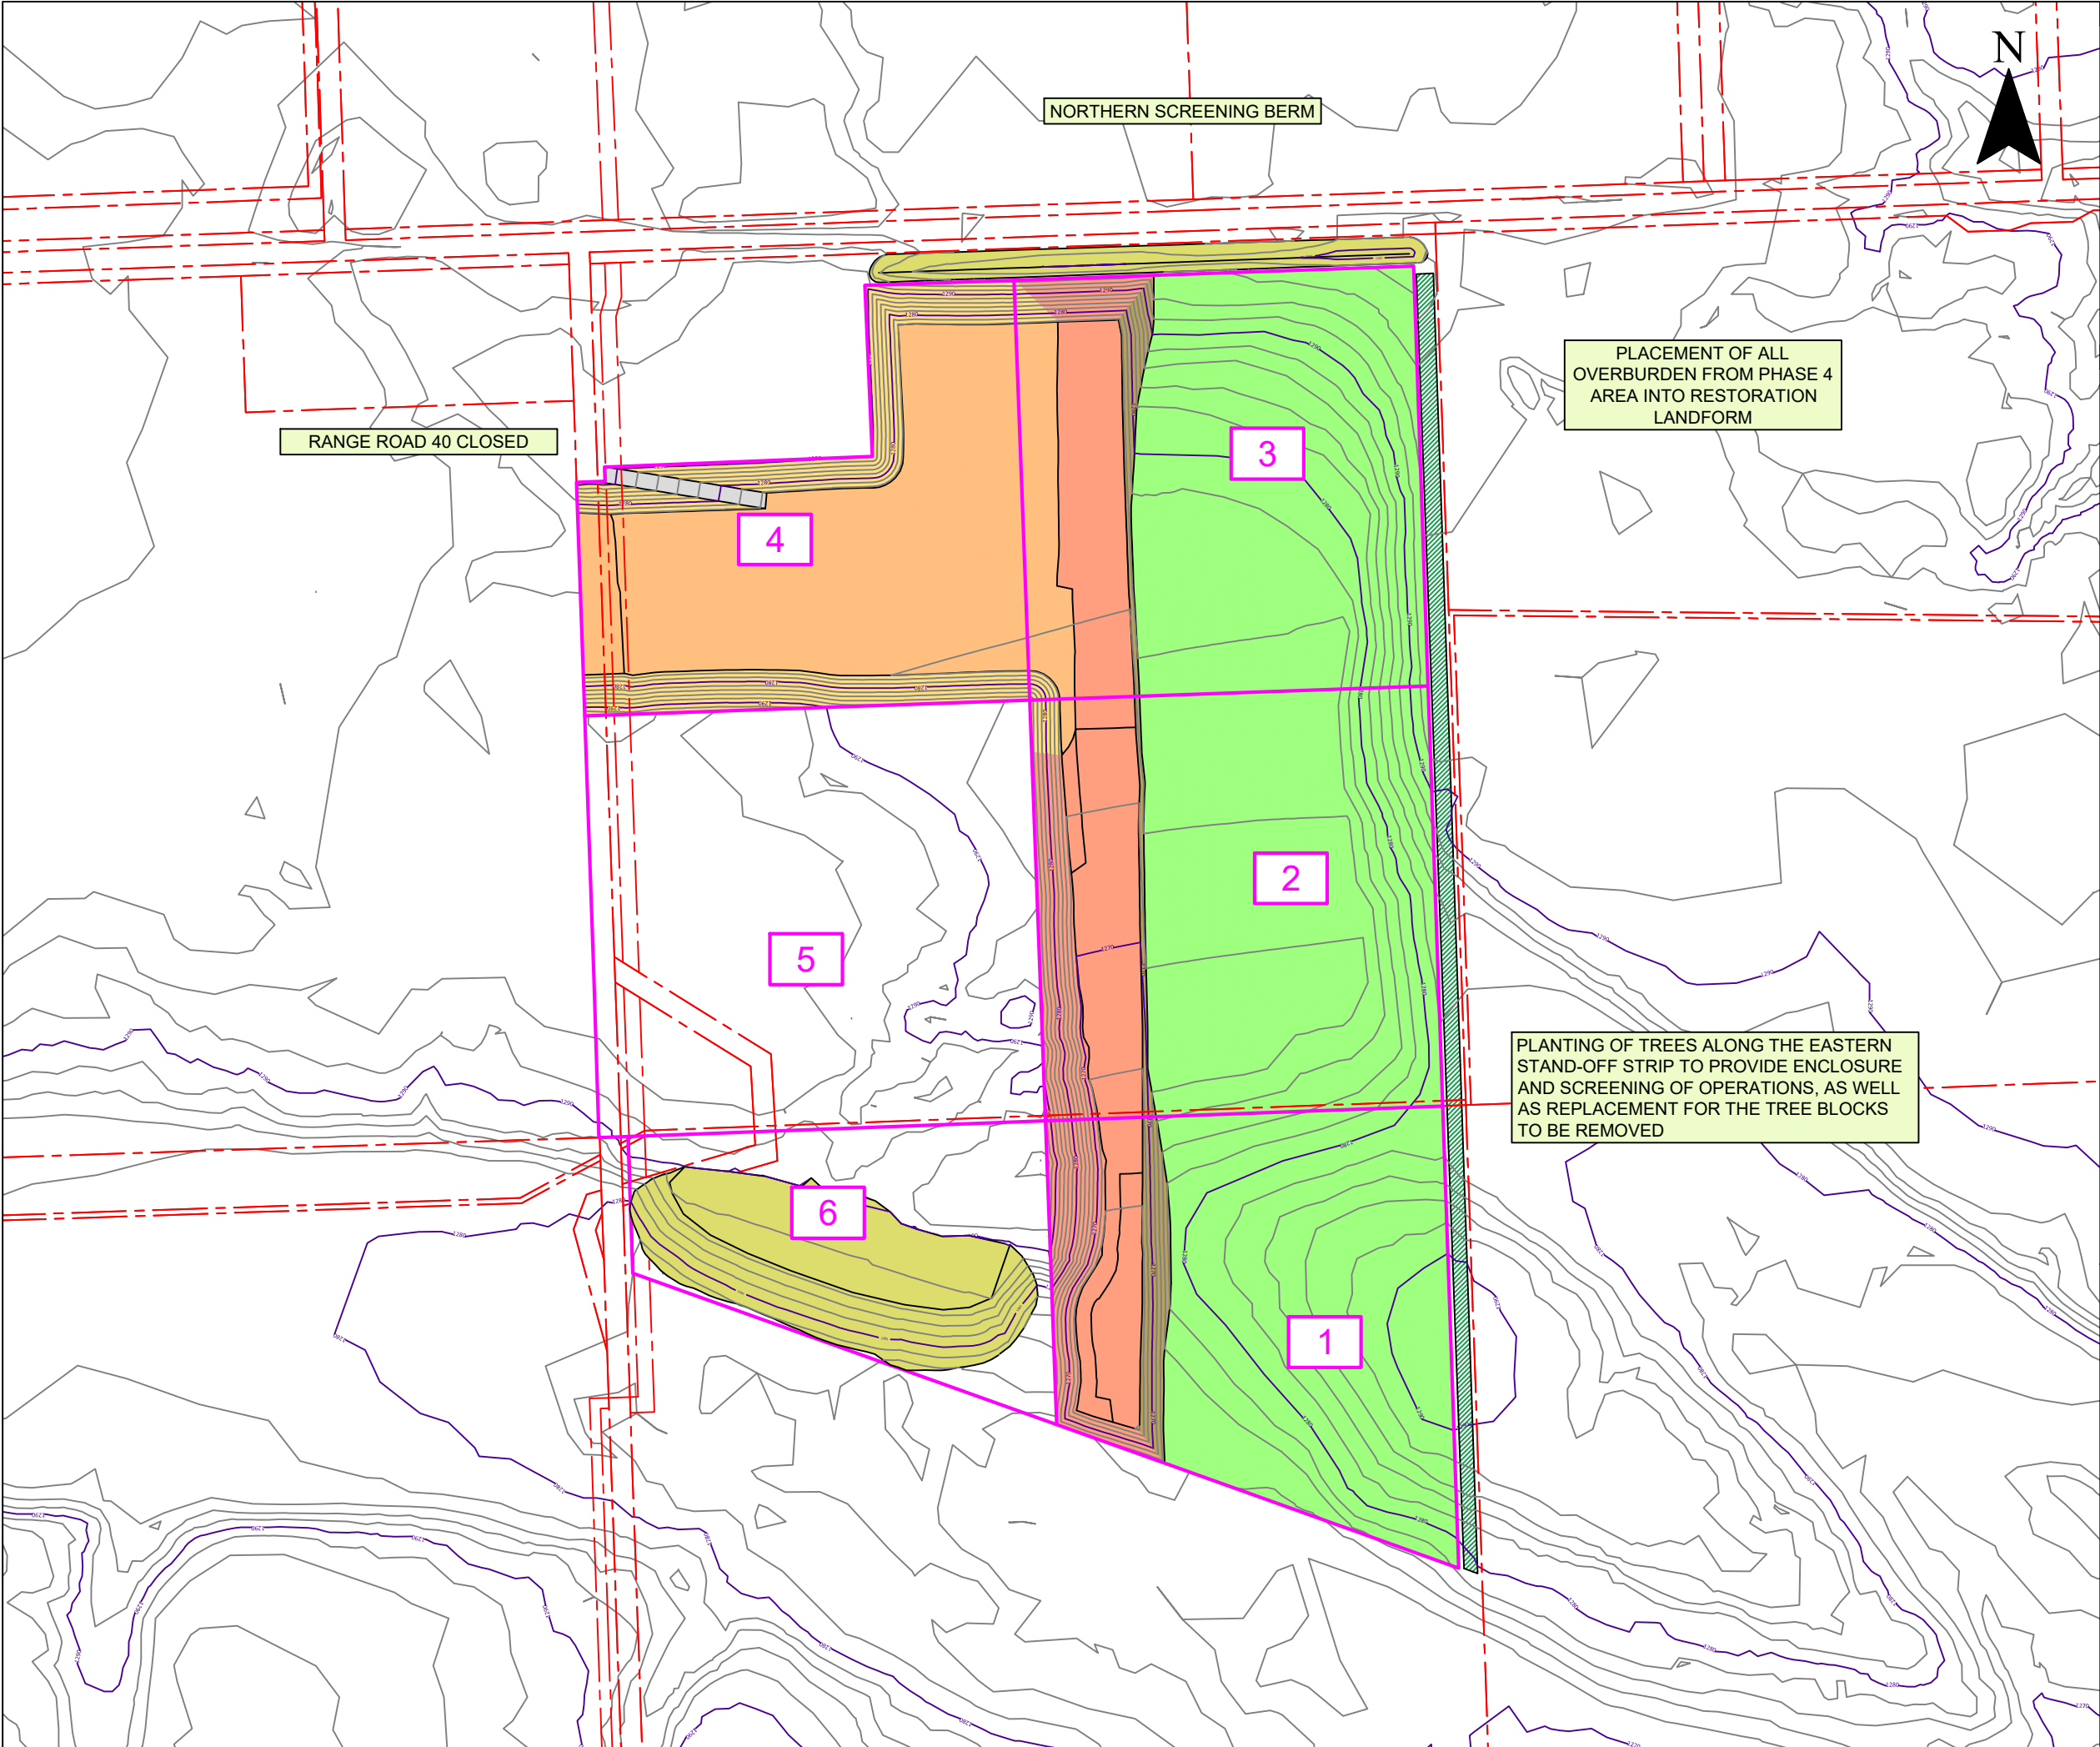 N
NORTHERN SCREENING BERM
PLACEMENT OF ALL
OVERBURDEN FROM PHASE 4
AREA INTO RESTORATION
LANDFORM
RANGE ROAD 40 CLOSED
3
4
2
5
PLANTING OF TREES ALONG THE EASTERN
STAND-OFF STRIP TO PROVIDE ENCLOSURE
AND SCREENING OF OPERATIONS, AS WELL
AS REPLACEMENT FOR THE TREE BLOCKS
TO BE REMOVED
6
1